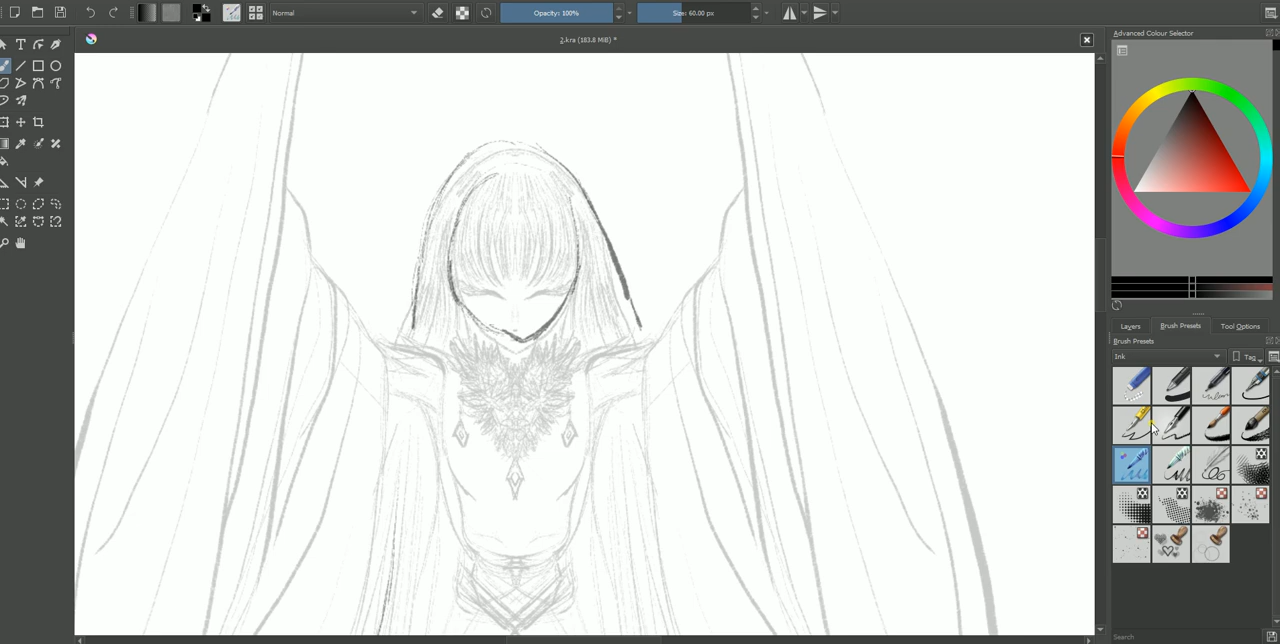 Normal
Opacity: 100%
Size: 60.00 px
2.kra (183.8 MiB) *
Advanced Colour Selector
Layers
Brush Presets
Tool Options
Brush Presets
Ink
Tag
Search